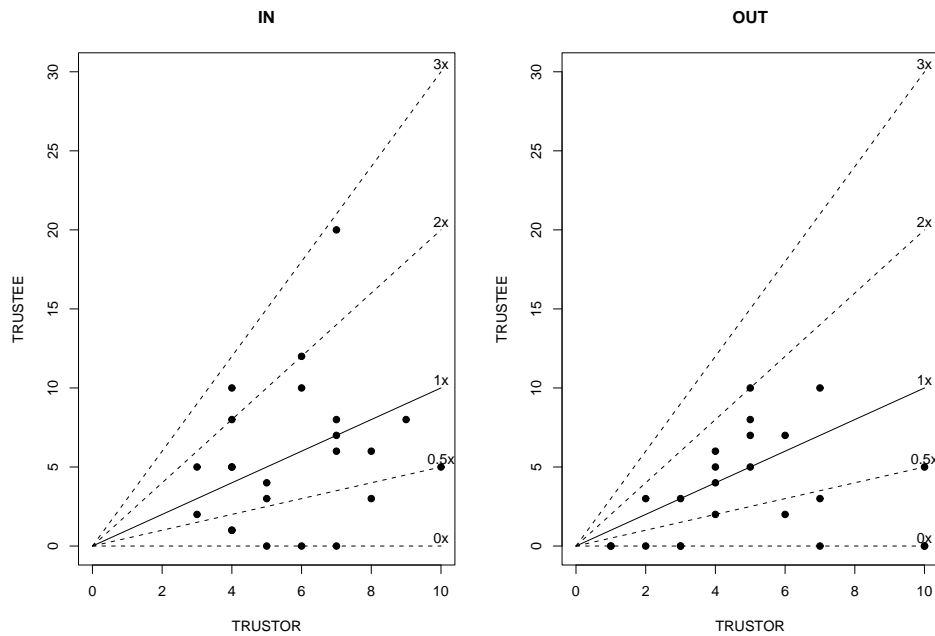 IN
OUT
TRUSTEE
30
25
20
15
10
5
0
3x
2x
1x
0.5x
0x
0 2 4 6 8 10
TRUSTOR
TRUSTEE
30
25
20
15
10
5
0
3x
2x
1x
0.5x
0x
0 2 4 6 8 10
TRUSTOR